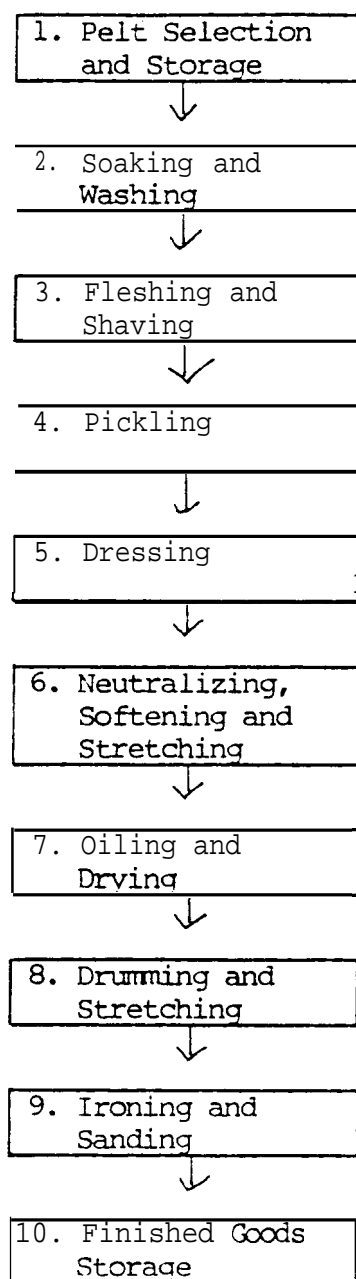 1. Pelt Selection
and Storage
2. Soaking and
Washing
3. Fleshing and
Shaving
4. Pickling
5. Dressing
6. Neutralizing,
Softening and
Stretching
7. Oiling and
Drying
8. Drumming and
Stretching
9. Ironing and
Sanding
10. Finished Goods
Storage